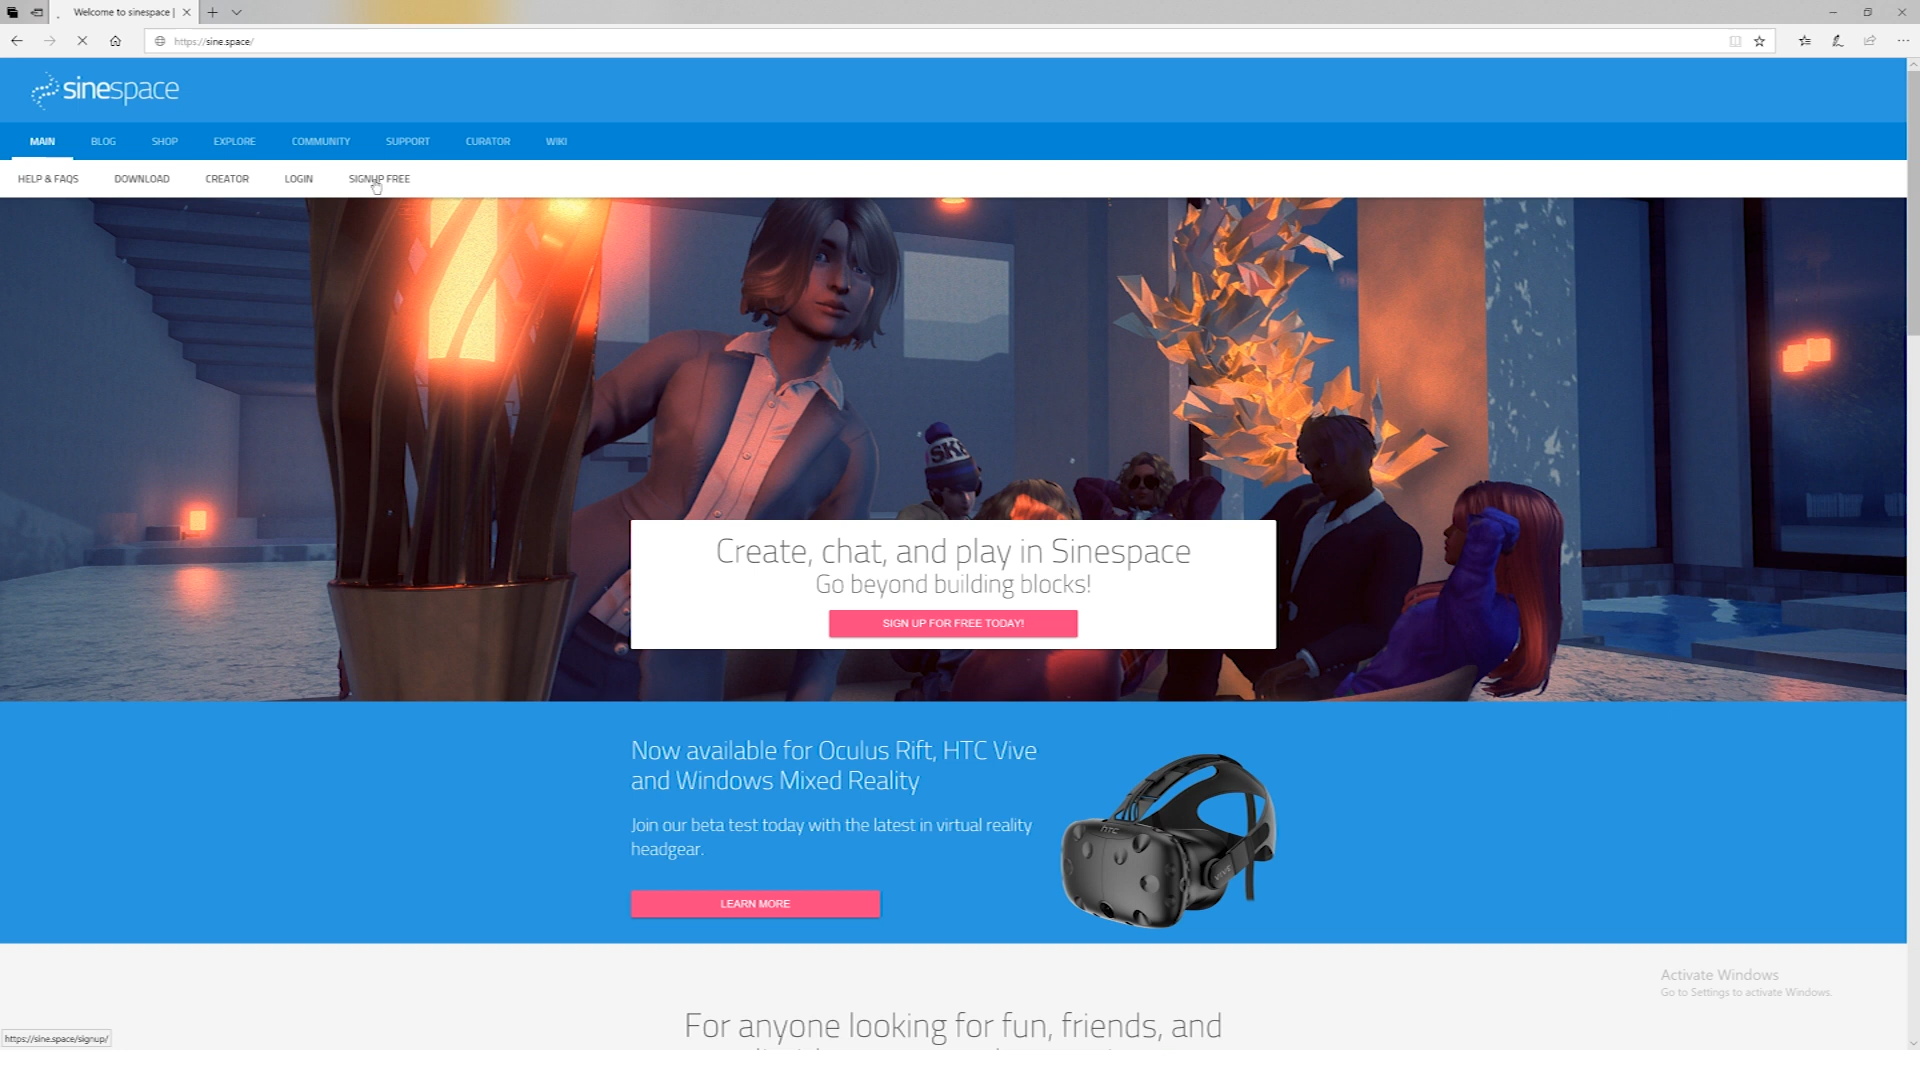 Welcome to sinespace |
https://sine.space/
sinespace
MAIN BLOG SHOP EXPLORE COMMUNITY SUPPORT CURATOR WIKI
HELP & FAQS DOWNLOAD CREATOR LOGIN SIGNUP FREE
SK8
Create, chat, and play in Sinespace
Go beyond building blocks!
SIGN UP FOR FREE TODAY!
Now available for Oculus Rift, HTC Vive
and Windows Mixed Reality
Join our beta test today with the latest in virtual reality
headgear.
hTC
VIVE
LEARN MORE
Activate Windows
Go to Settings to activate Windows.
For anyone looking for fun, friends, and
https://sine.space/signup/